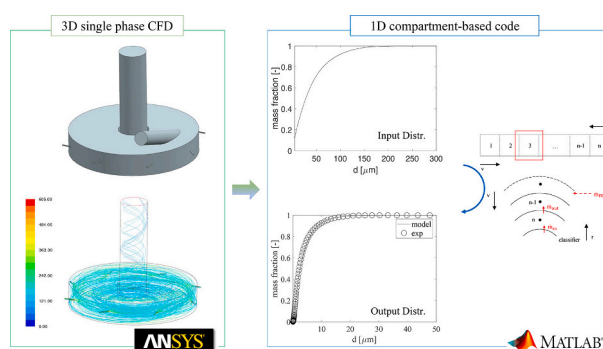 3D single phase CFD
605.00
484.00
363.00
242.00
121.00
0.00
ANSYS®
1D compartment-based code
mass fraction [-]
1
0.8
0.6
0.4
0.2
0
50 100 150 200 250 300
d [μm]
Input Distr.
mass fraction [-]
1
0.8
0.6
0.4
0.2
0
0 10 20 30 40 50
d [μm]
model
exp
Output Distr.
1 2 3 ... n-1 n
v
v
n-1
n
classifier
r
MATLAB®